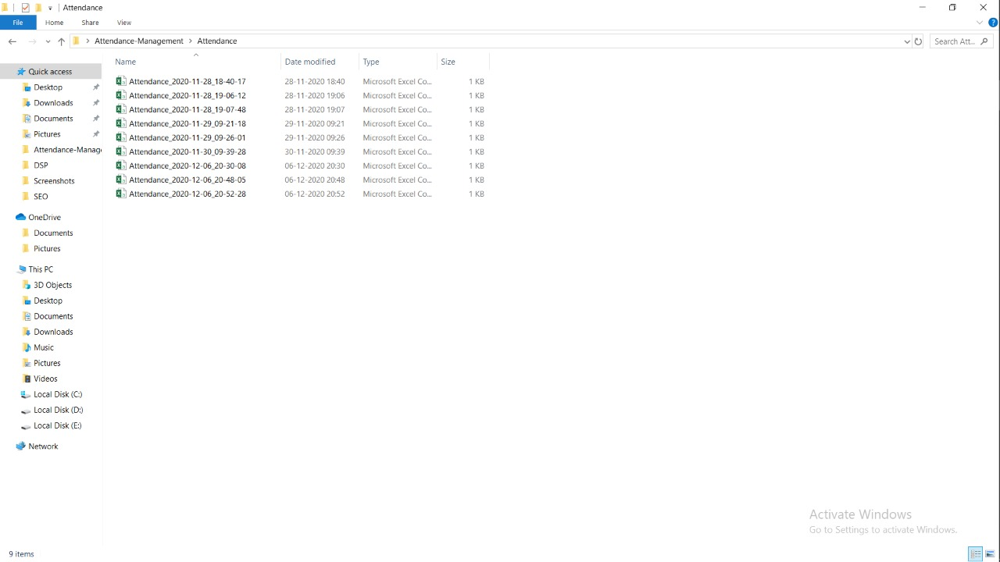 Attendance
File Home Share View
Attendance-Management > Attendance
Search Att...
Name Date modified Type Size
Quick access
Desktop
Downloads
Documents
Pictures
Attendance-Manag
DSP
Screenshots
SEO
OneDrive
Documents
Pictures
This PC
3D Objects
Desktop
Documents
Downloads
Music
Pictures
Videos
Local Disk (C:)
Local Disk (D:)
Local Disk (E:)
Network
Attendance_2020-11-28_18-40-17 28-11-2020 18:40 Microsoft Excel Co... 1 KB
Attendance_2020-11-28_19-06-12 28-11-2020 19:06 Microsoft Excel Co... 1 KB
Attendance_2020-11-28_19-07-48 28-11-2020 19:07 Microsoft Excel Co... 1 KB
Attendance_2020-11-29_09-21-18 29-11-2020 09:21 Microsoft Excel Co... 1 KB
Attendance_2020-11-29_09-26-01 29-11-2020 09:26 Microsoft Excel Co... 1 KB
Attendance_2020-11-30_09-39-28 30-11-2020 09:39 Microsoft Excel Co... 1 KB
Attendance_2020-12-06_20-30-08 06-12-2020 20:30 Microsoft Excel Co... 1 KB
Attendance_2020-12-06_20-48-05 06-12-2020 20:48 Microsoft Excel Co... 1 KB
Attendance_2020-12-06_20-52-28 06-12-2020 20:52 Microsoft Excel Co... 1 KB
Activate Windows
Go to Settings to activate Windows.
9 items